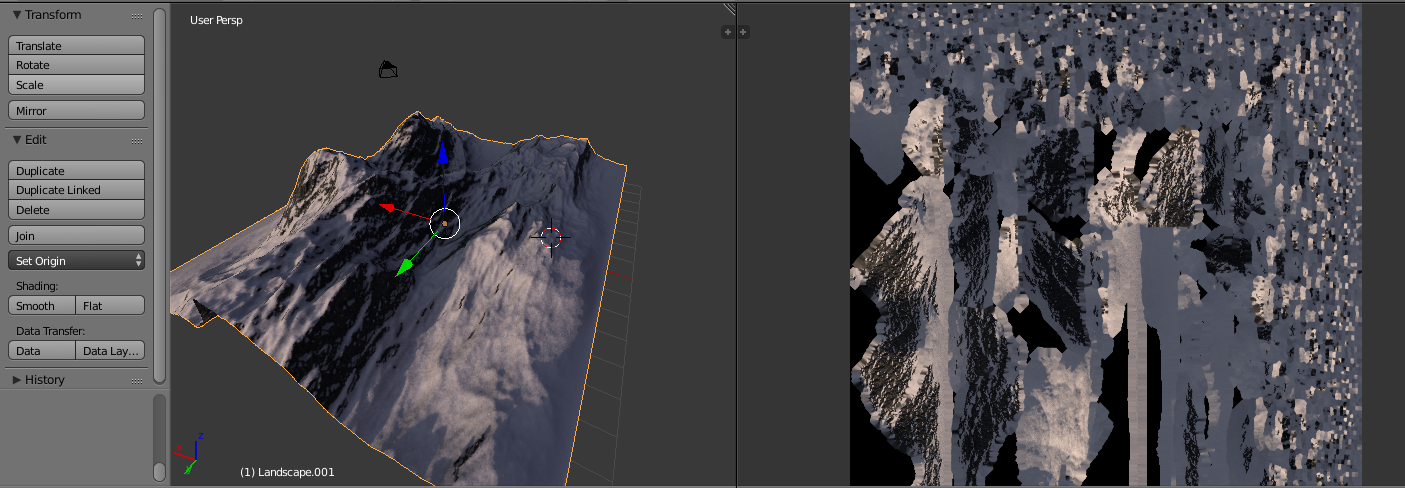 Transform
Translate
Rotate
Scale
Mirror
Edit
Duplicate
Duplicate Linked
Delete
Join
Set Origin
Shading:
Smooth Flat
Data Transfer:
Data Data Lay...
History
User Persp
z
y
(1) Landscape.001